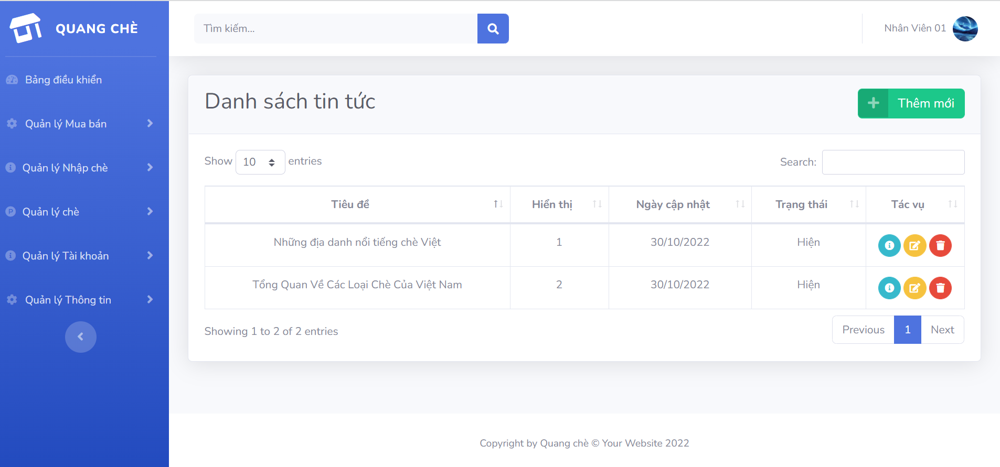 QUANG CHÈ
Tìm kiếm...
Nhân Viên 01
Bảng điều khiển
Quản lý Mua bán
Quản lý Nhập chè
Quản lý chè
Quản lý Tài khoản
Quản lý Thông tin
Danh sách tin tức
Thêm mới
Show 10 entries
Search:
Tiêu đề Hiển thị Ngày cập nhật Trạng thái Tác vụ
Những địa danh nổi tiếng chè Việt 1 30/10/2022 Hiện
Tổng Quan Về Các Loại Chè Của Việt Nam 2 30/10/2022 Hiện
Showing 1 to 2 of 2 entries
Previous 1 Next
Copyright by Quang chè © Your Website 2022